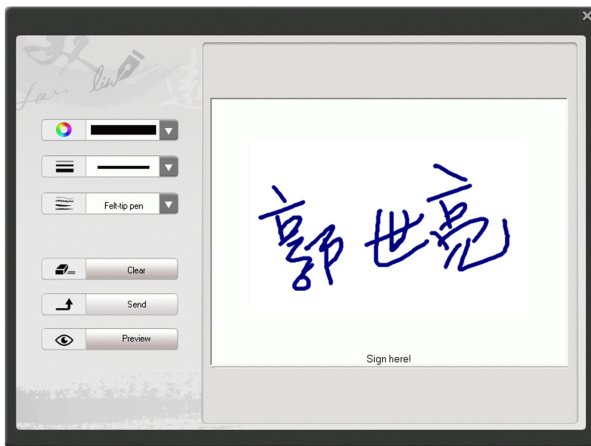 Felt-tip pen
Clear
Send
Preview
郭世亮
Sign here!